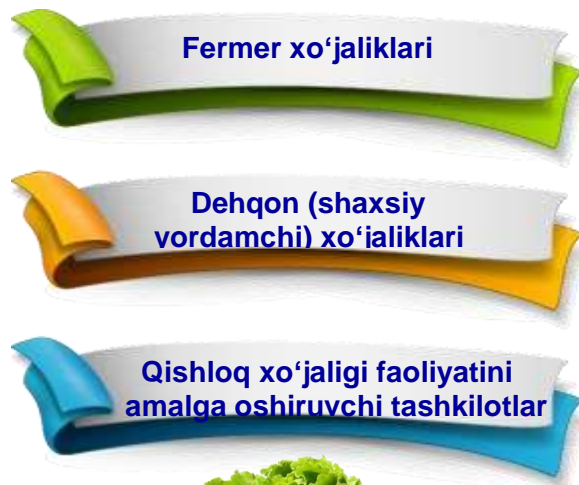 Fermer xo‘jaliklari
Dehqon (shaxsiy
yordamchi) xo‘jaliklari
Qishloq xo‘jaligi faoliyatini
amalga oshiruvchi tashkilotlar